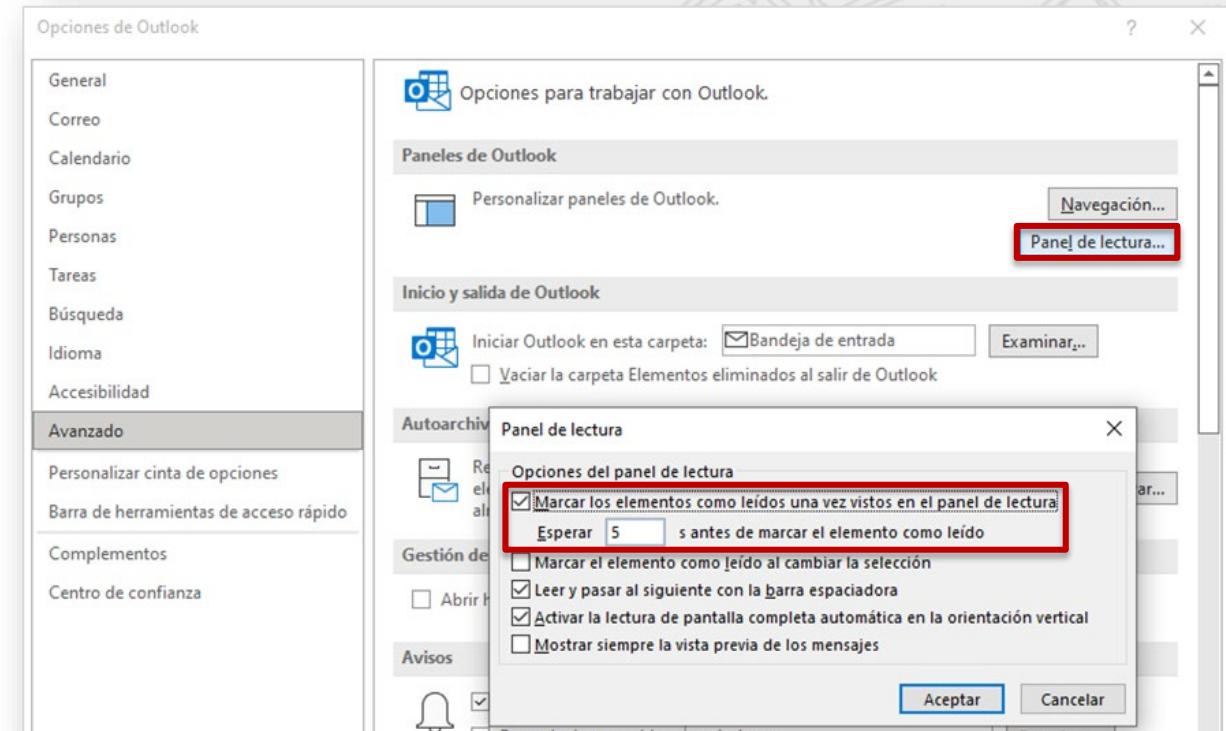 Opciones de Outlook
?
General
Correo
Calendario
Grupos
Personas
Tareas
Búsqueda
Idioma
Accesibilidad
Avanzado
Personalizar cinta de opciones
Barra de herramientas de acceso rápido
Complementos
Centro de confianza
Opciones para trabajar con Outlook.
Paneles de Outlook
Personalizar paneles de Outlook.
Navegación...
Panel de lectura...
Inicio y salida de Outlook
Iniciar Outlook en esta carpeta: Bandeja de entrada Examinar...
Vaciar la carpeta Elementos eliminados al salir de Outlook
Autoarchiv
Gestión de
Abrir
Avisos
Panel de lectura
Opciones del panel de lectura
Marcar los elementos como leídos una vez vistos en el panel de lectura
Esperar 5 s antes de marcar el elemento como leído
Marcar el elemento como leído al cambiar la selección
Leer y pasar al siguiente con la barra espaciadora
Activar la lectura de pantalla completa automática en la orientación vertical
Mostrar siempre la vista previa de los mensajes
Aceptar Cancelar